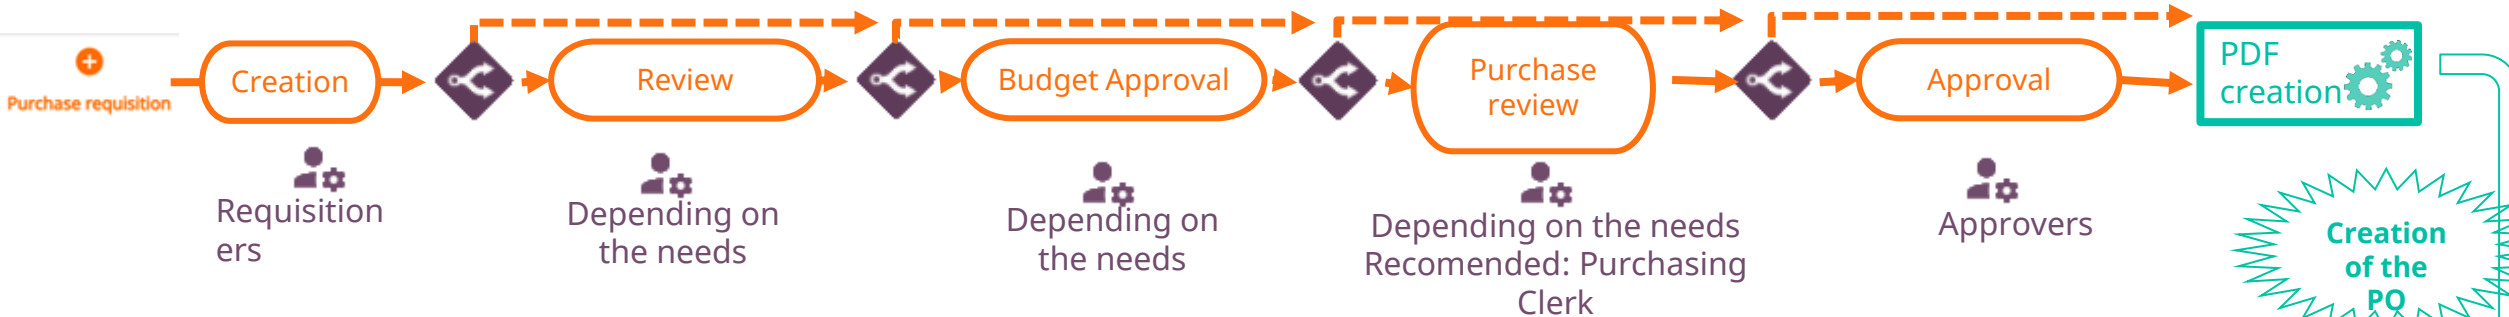 Purchase requisition
Creation
Review
Budget Approval
Purchase
review
Approval
PDF
creation
Requisition
ers
Depending on
the needs
Depending on
the needs
Depending on the needs
Recomended: Purchasing
Clerk
Approvers
Creation
of the
PO